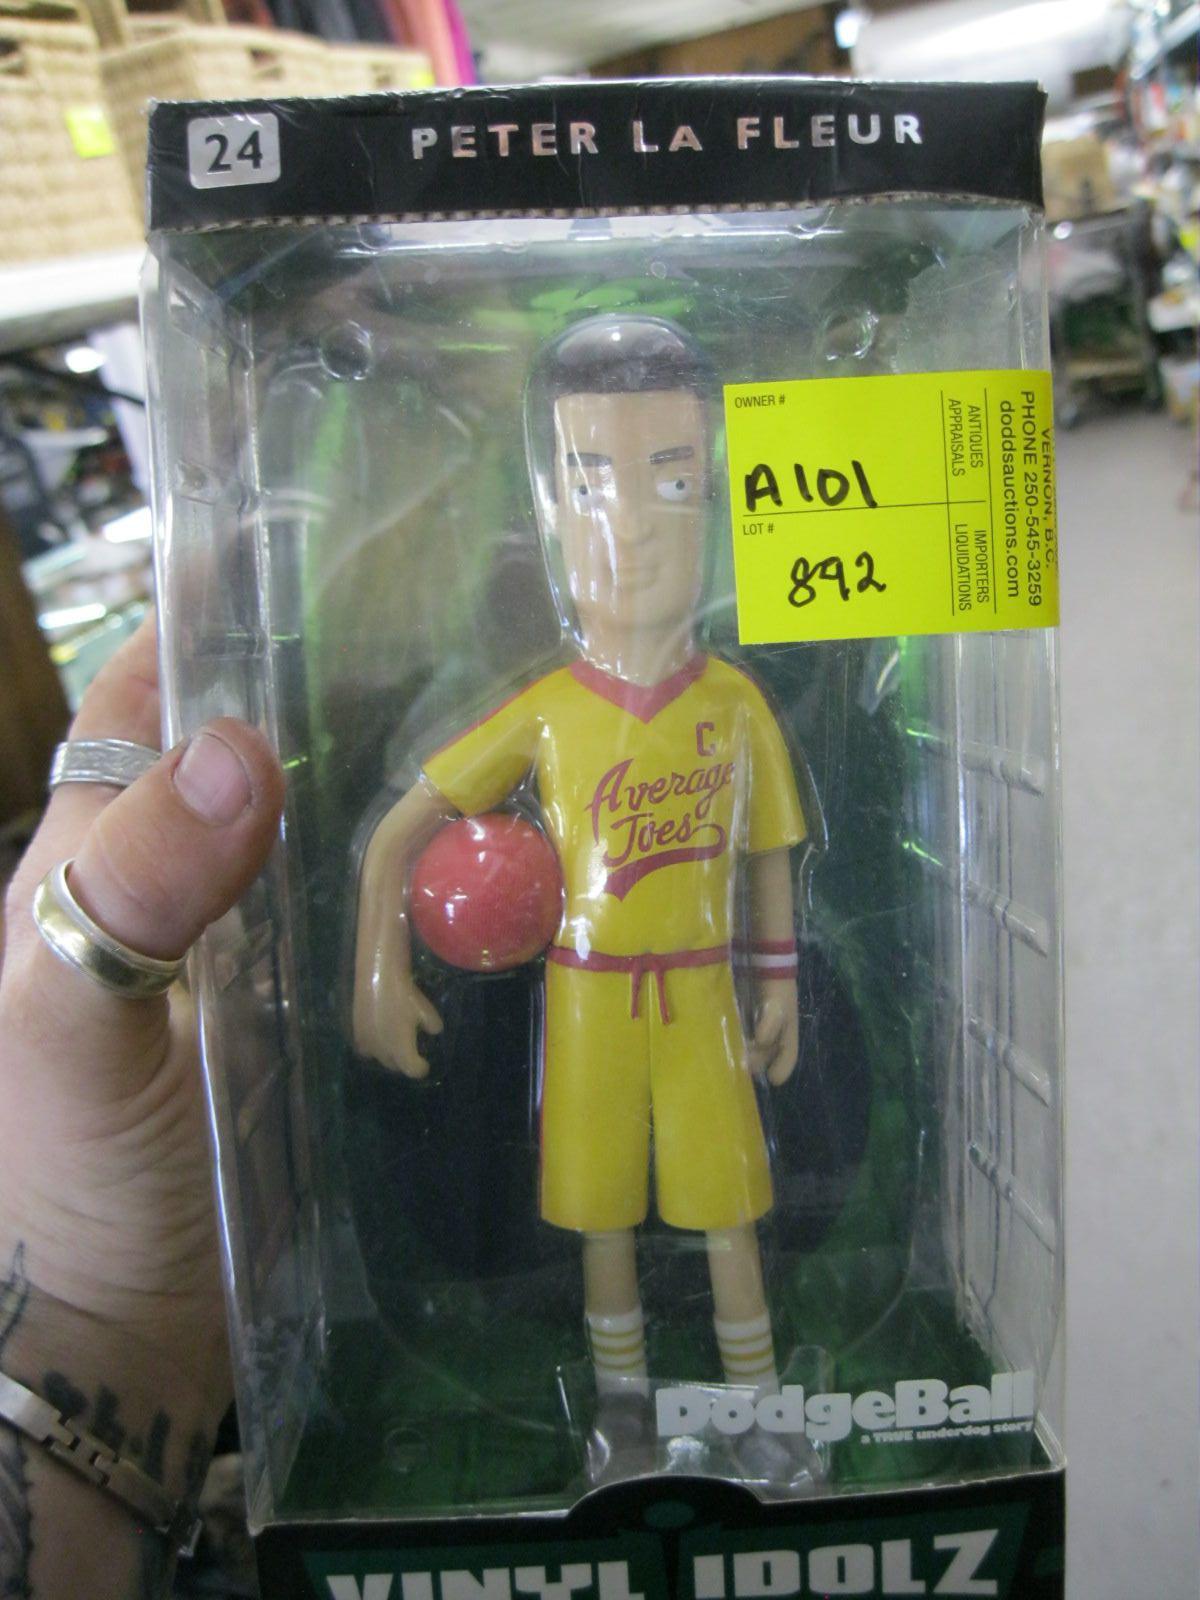 24
PETER LA FLEUR
OWNER #
A101
LOT #
892
ANTIQUES
APPRAISALS
IMPORTERS
LIQUIDATIONS
VERNON, B.C.
PHONE 250-545-3259
doddsauctions.com
C
Average
Joes
DodgeBall
a TRUE underdog story
VINYL IDOLZ